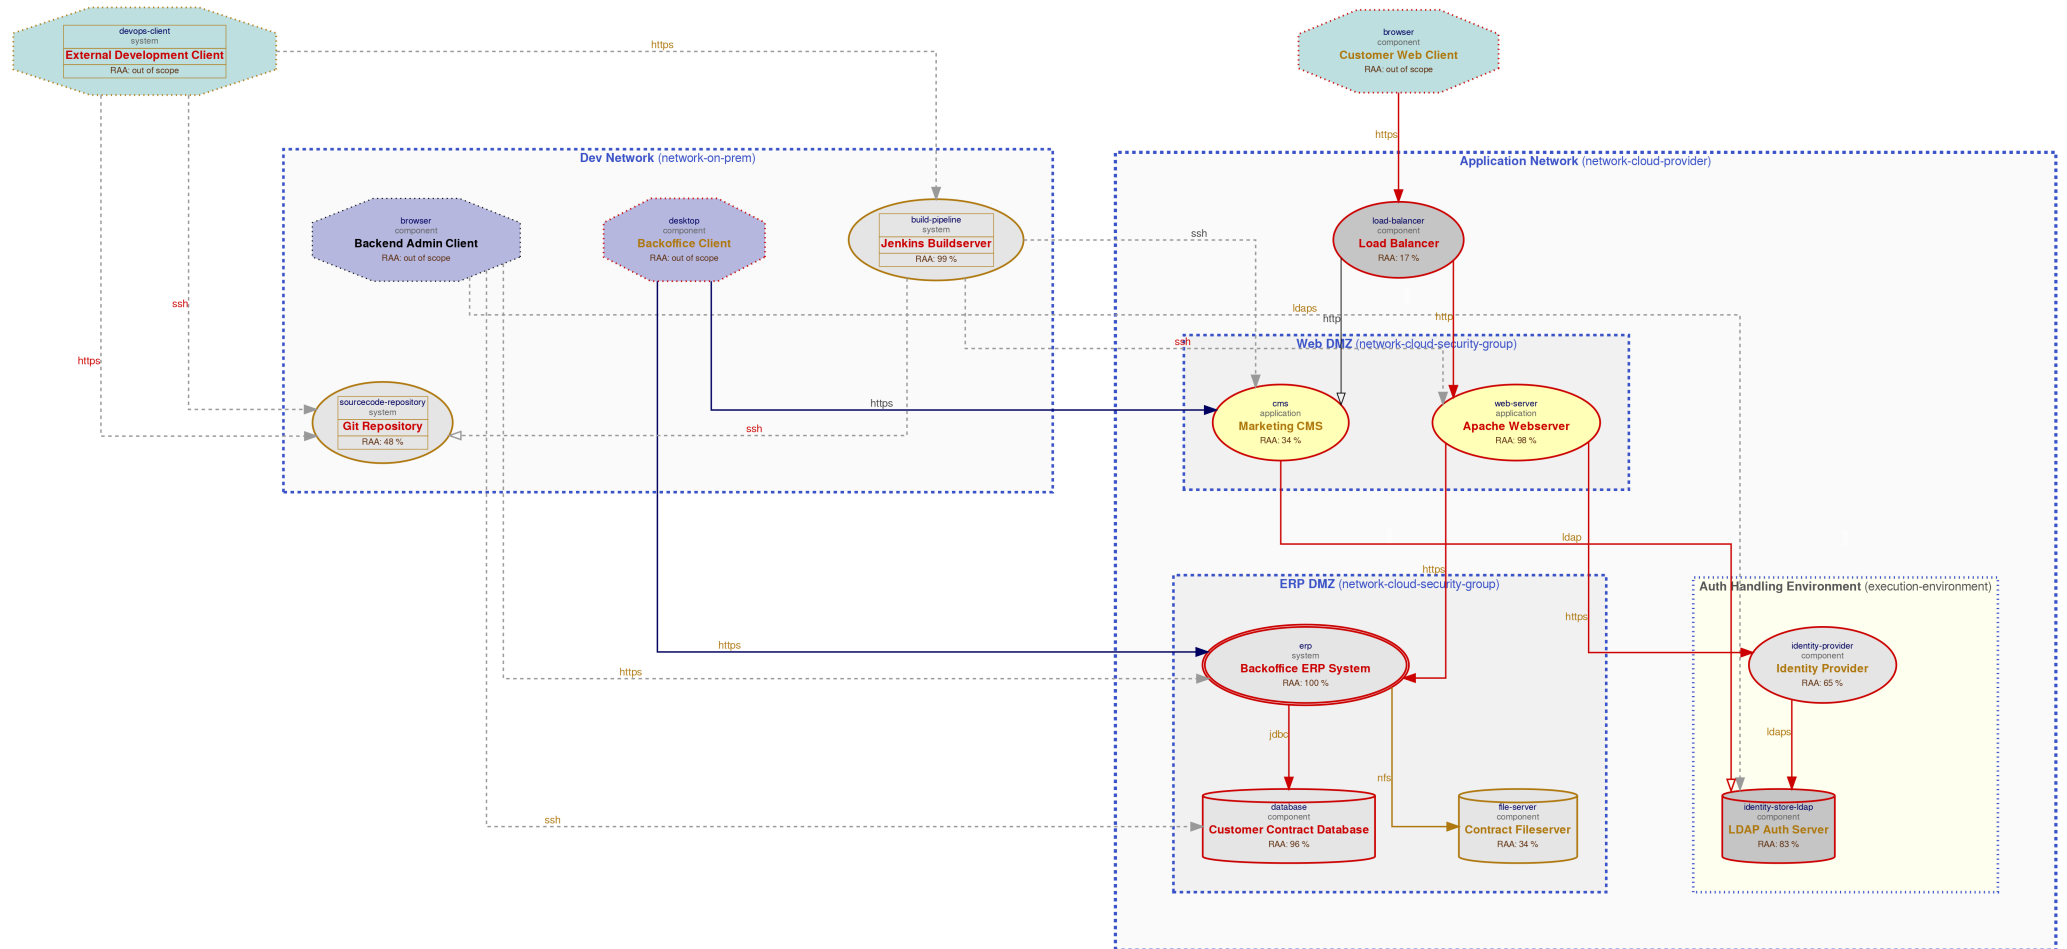 devops-client
system
External Development Client
RAA: out of scope
https
browser
component
Customer Web Client
RAA: out of scope
https
Dev Network (network-on-prem)
Application Network (network-cloud-provider)
browser
component
Backend Admin Client
RAA: out of scope
desktop
component
Backoffice Client
RAA: out of scope
build-pipeline
system
Jenkins Buildserver
RAA: 99 %
ssh
load-balancer
component
Load Balancer
RAA: 17 %
ssh
ldaps
http
http
ssh
Web DMZ (network-cloud-security-group)
https
sourcecode-repository
system
Git Repository
RAA: 48 %
https
ssh
cms
application
Marketing CMS
RAA: 34 %
web-server
application
Apache Webserver
RAA: 98 %
ldap
https
ERP DMZ (network-cloud-security-group)
Auth Handling Environment (execution-environment)
https
https
https
erp
system
Backoffice ERP System
RAA: 100 %
identity-provider
component
Identity Provider
RAA: 65 %
jdbc
ldaps
nfs
ssh
database
component
Customer Contract Database
RAA: 96 %
file-server
component
Contract Fileserver
RAA: 34 %
identity-store-ldap
component
LDAP Auth Server
RAA: 83 %